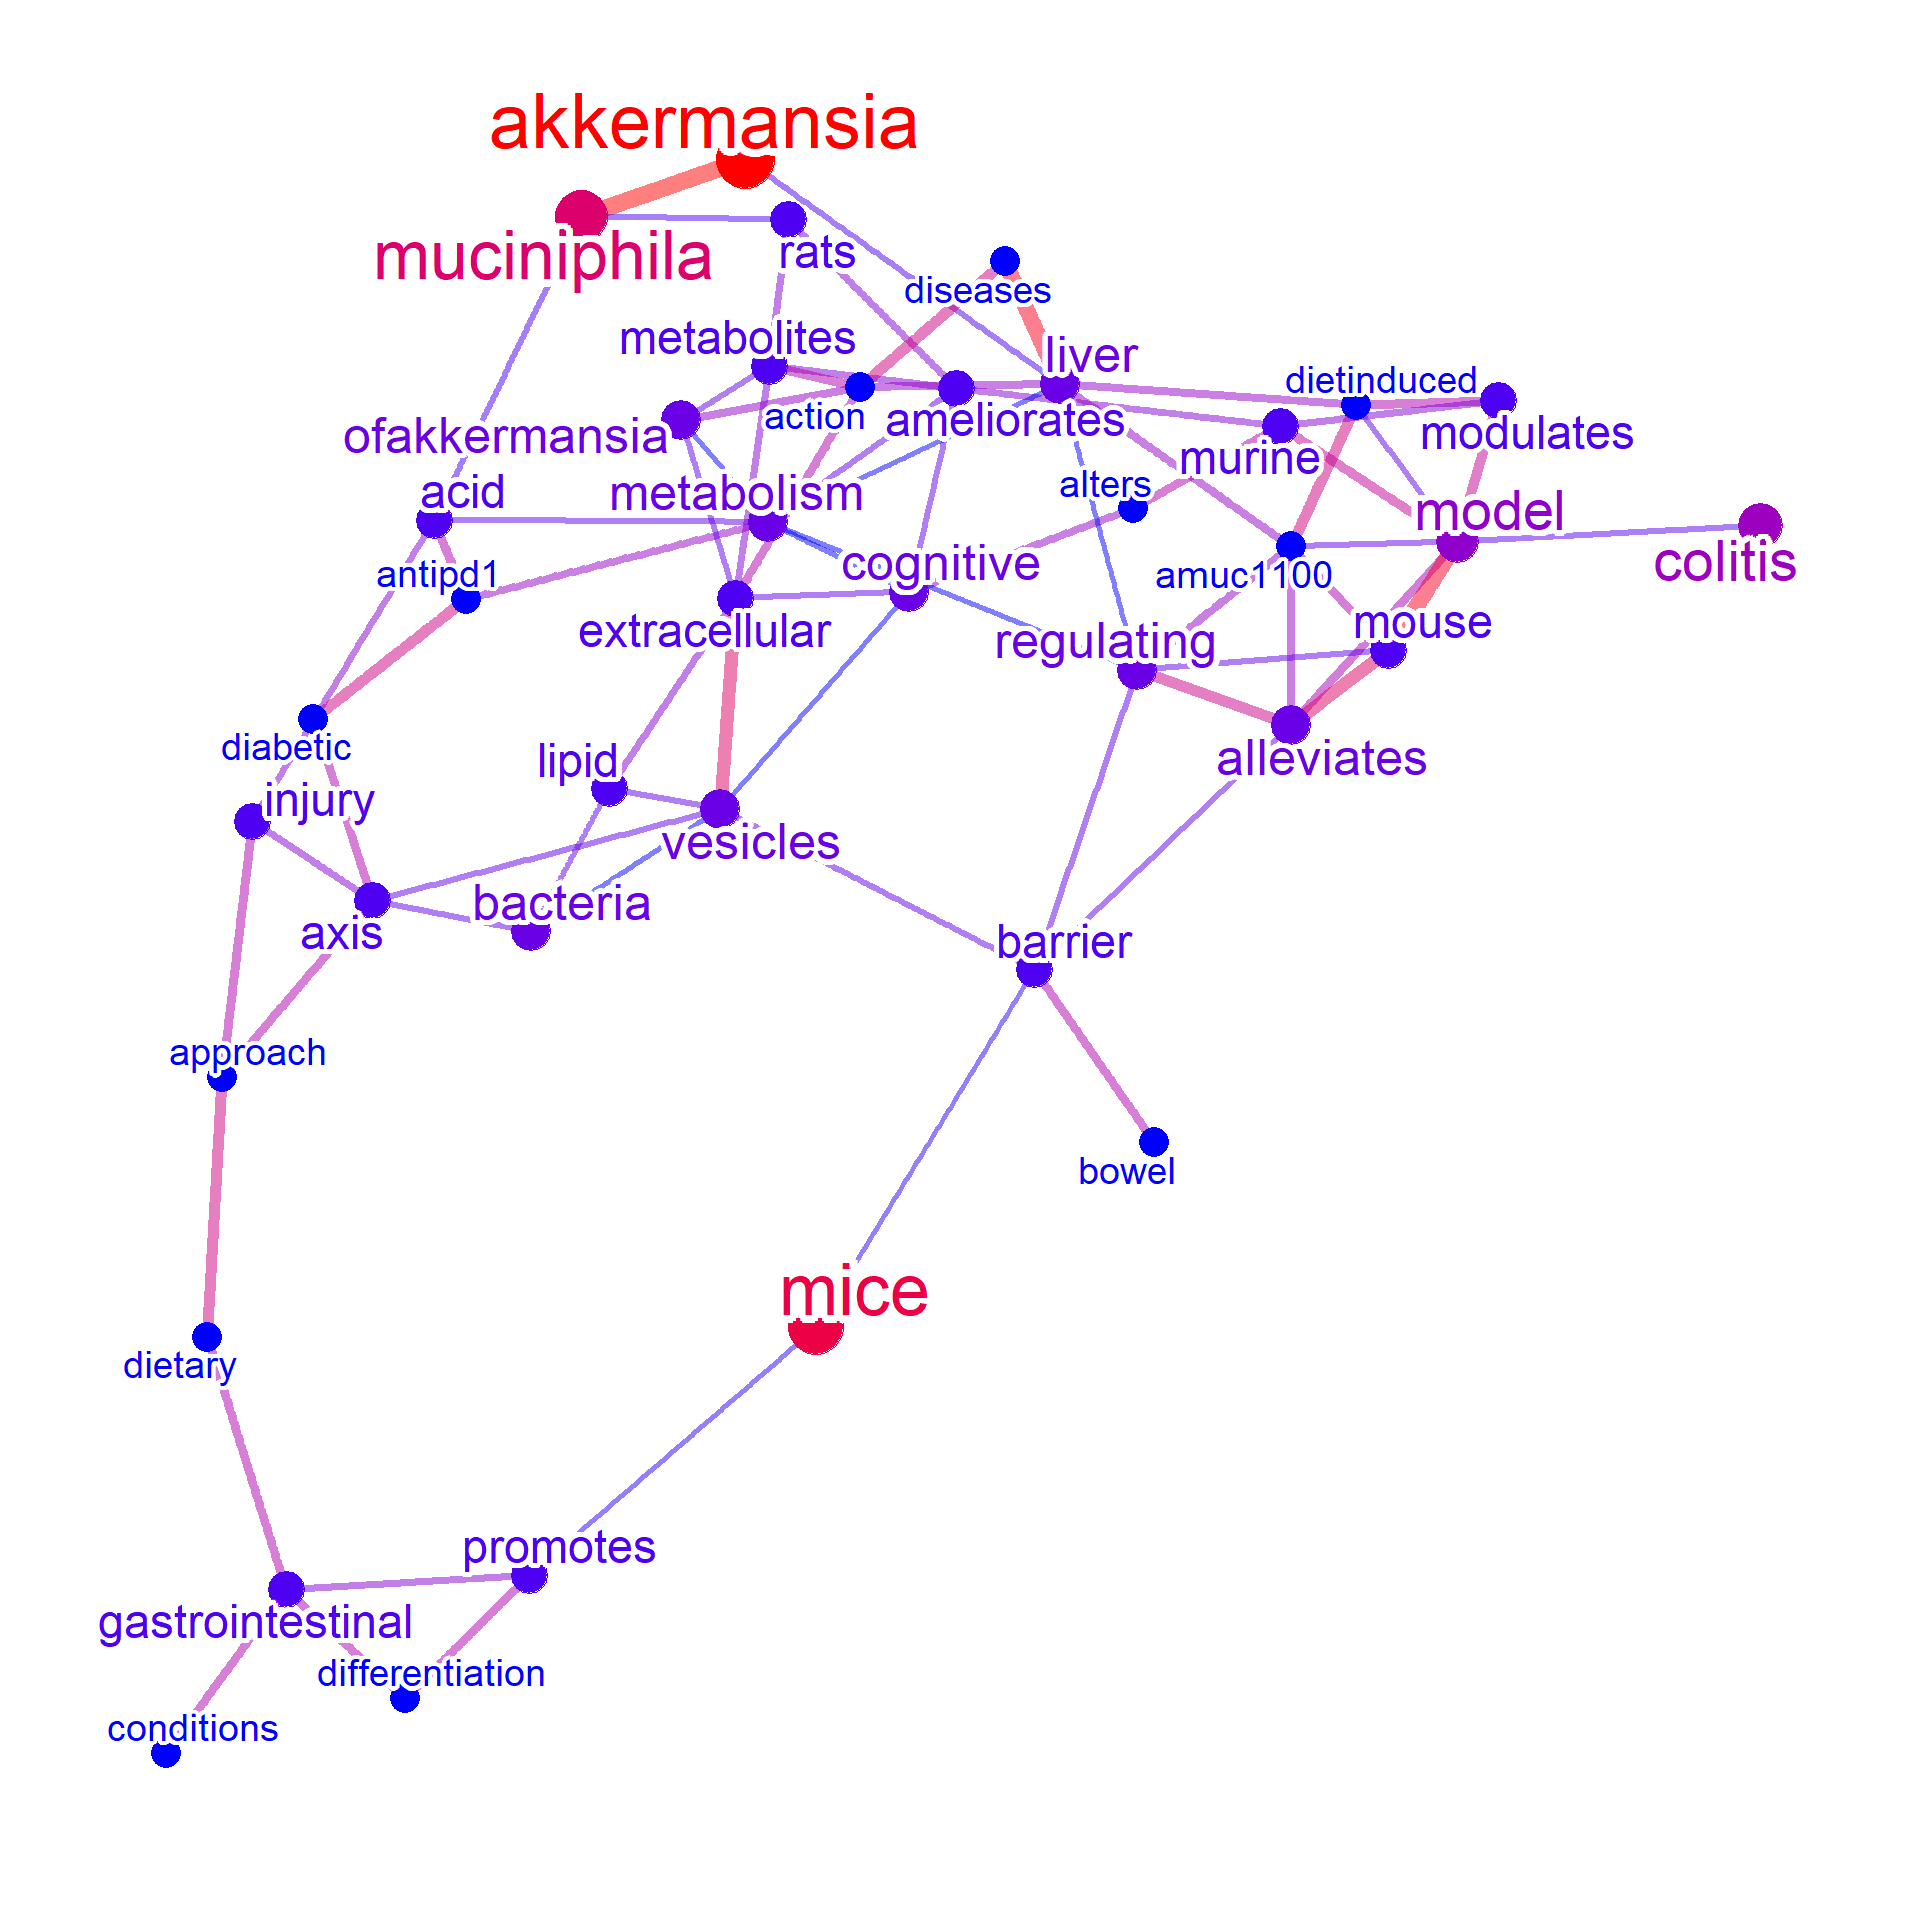 akkermansia
muciniphila
rats
diseases
metabolites
liver
dietinduced
action
ameliorates
modulates
ofakkermansia
murine
acid
metabolism
alters
model
antipd1
cognitive
amuc1100
colitis
extracellular
regulating
mouse
diabetic
lipid
alleviates
injury
vesicles
bacteria
axis
barrier
approach
bowel
mice
dietary
promotes
gastrointestinal
differentiation
conditions